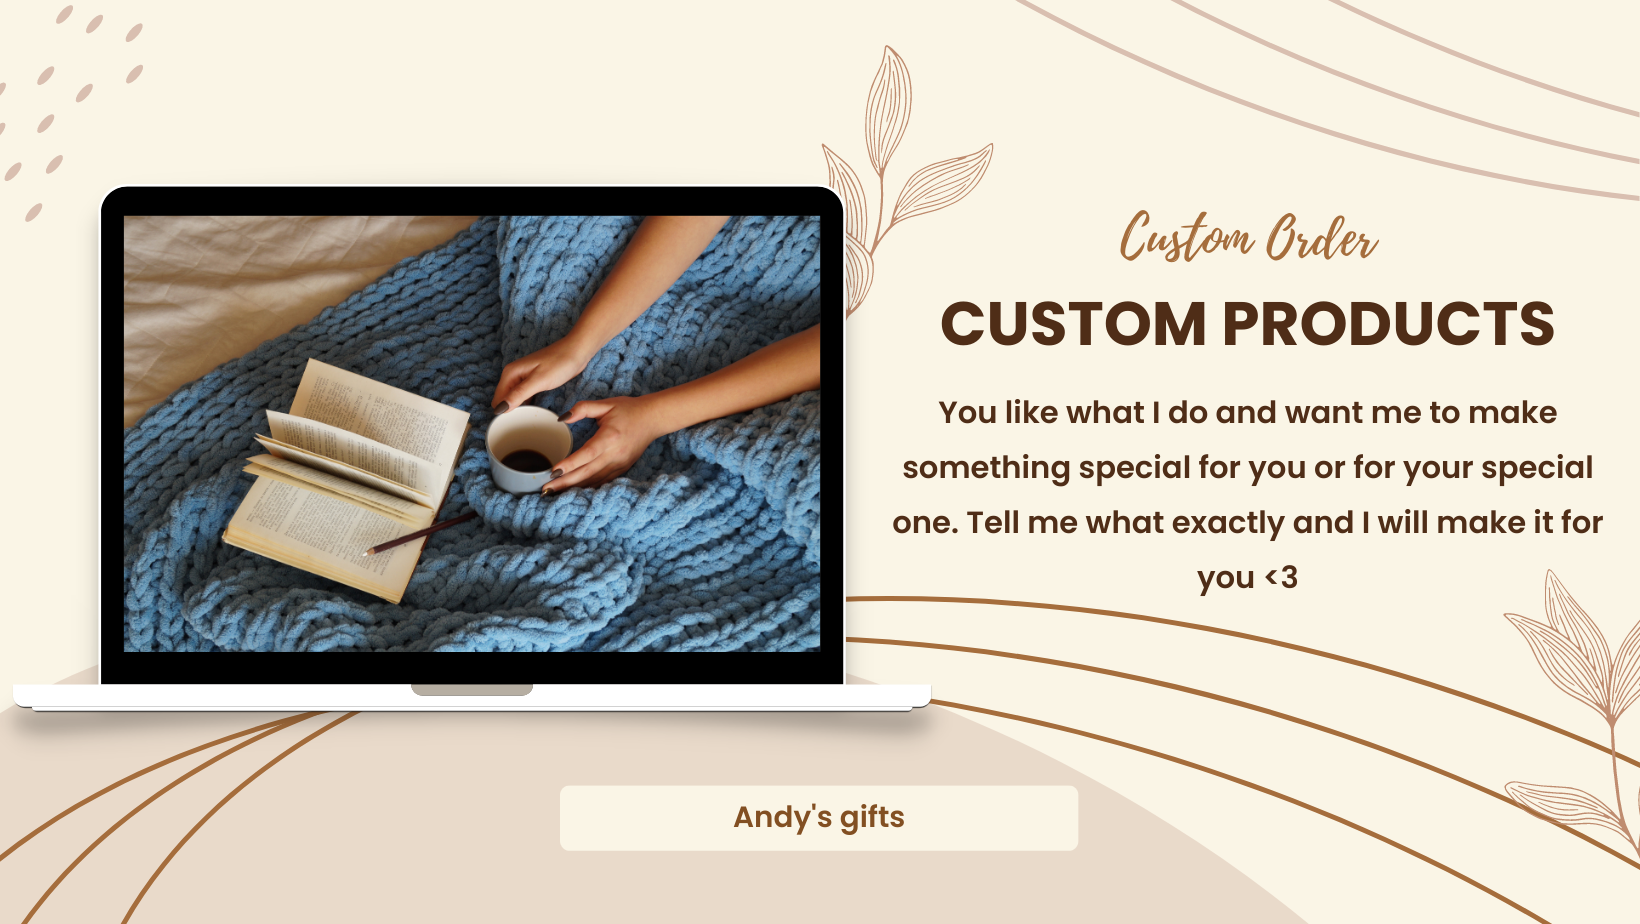 Custom Order
CUSTOM PRODUCTS
You like what I do and want me to make
something special for you or for your special
one. Tell me what exactly and I will make it for
you <3
Andy's gifts